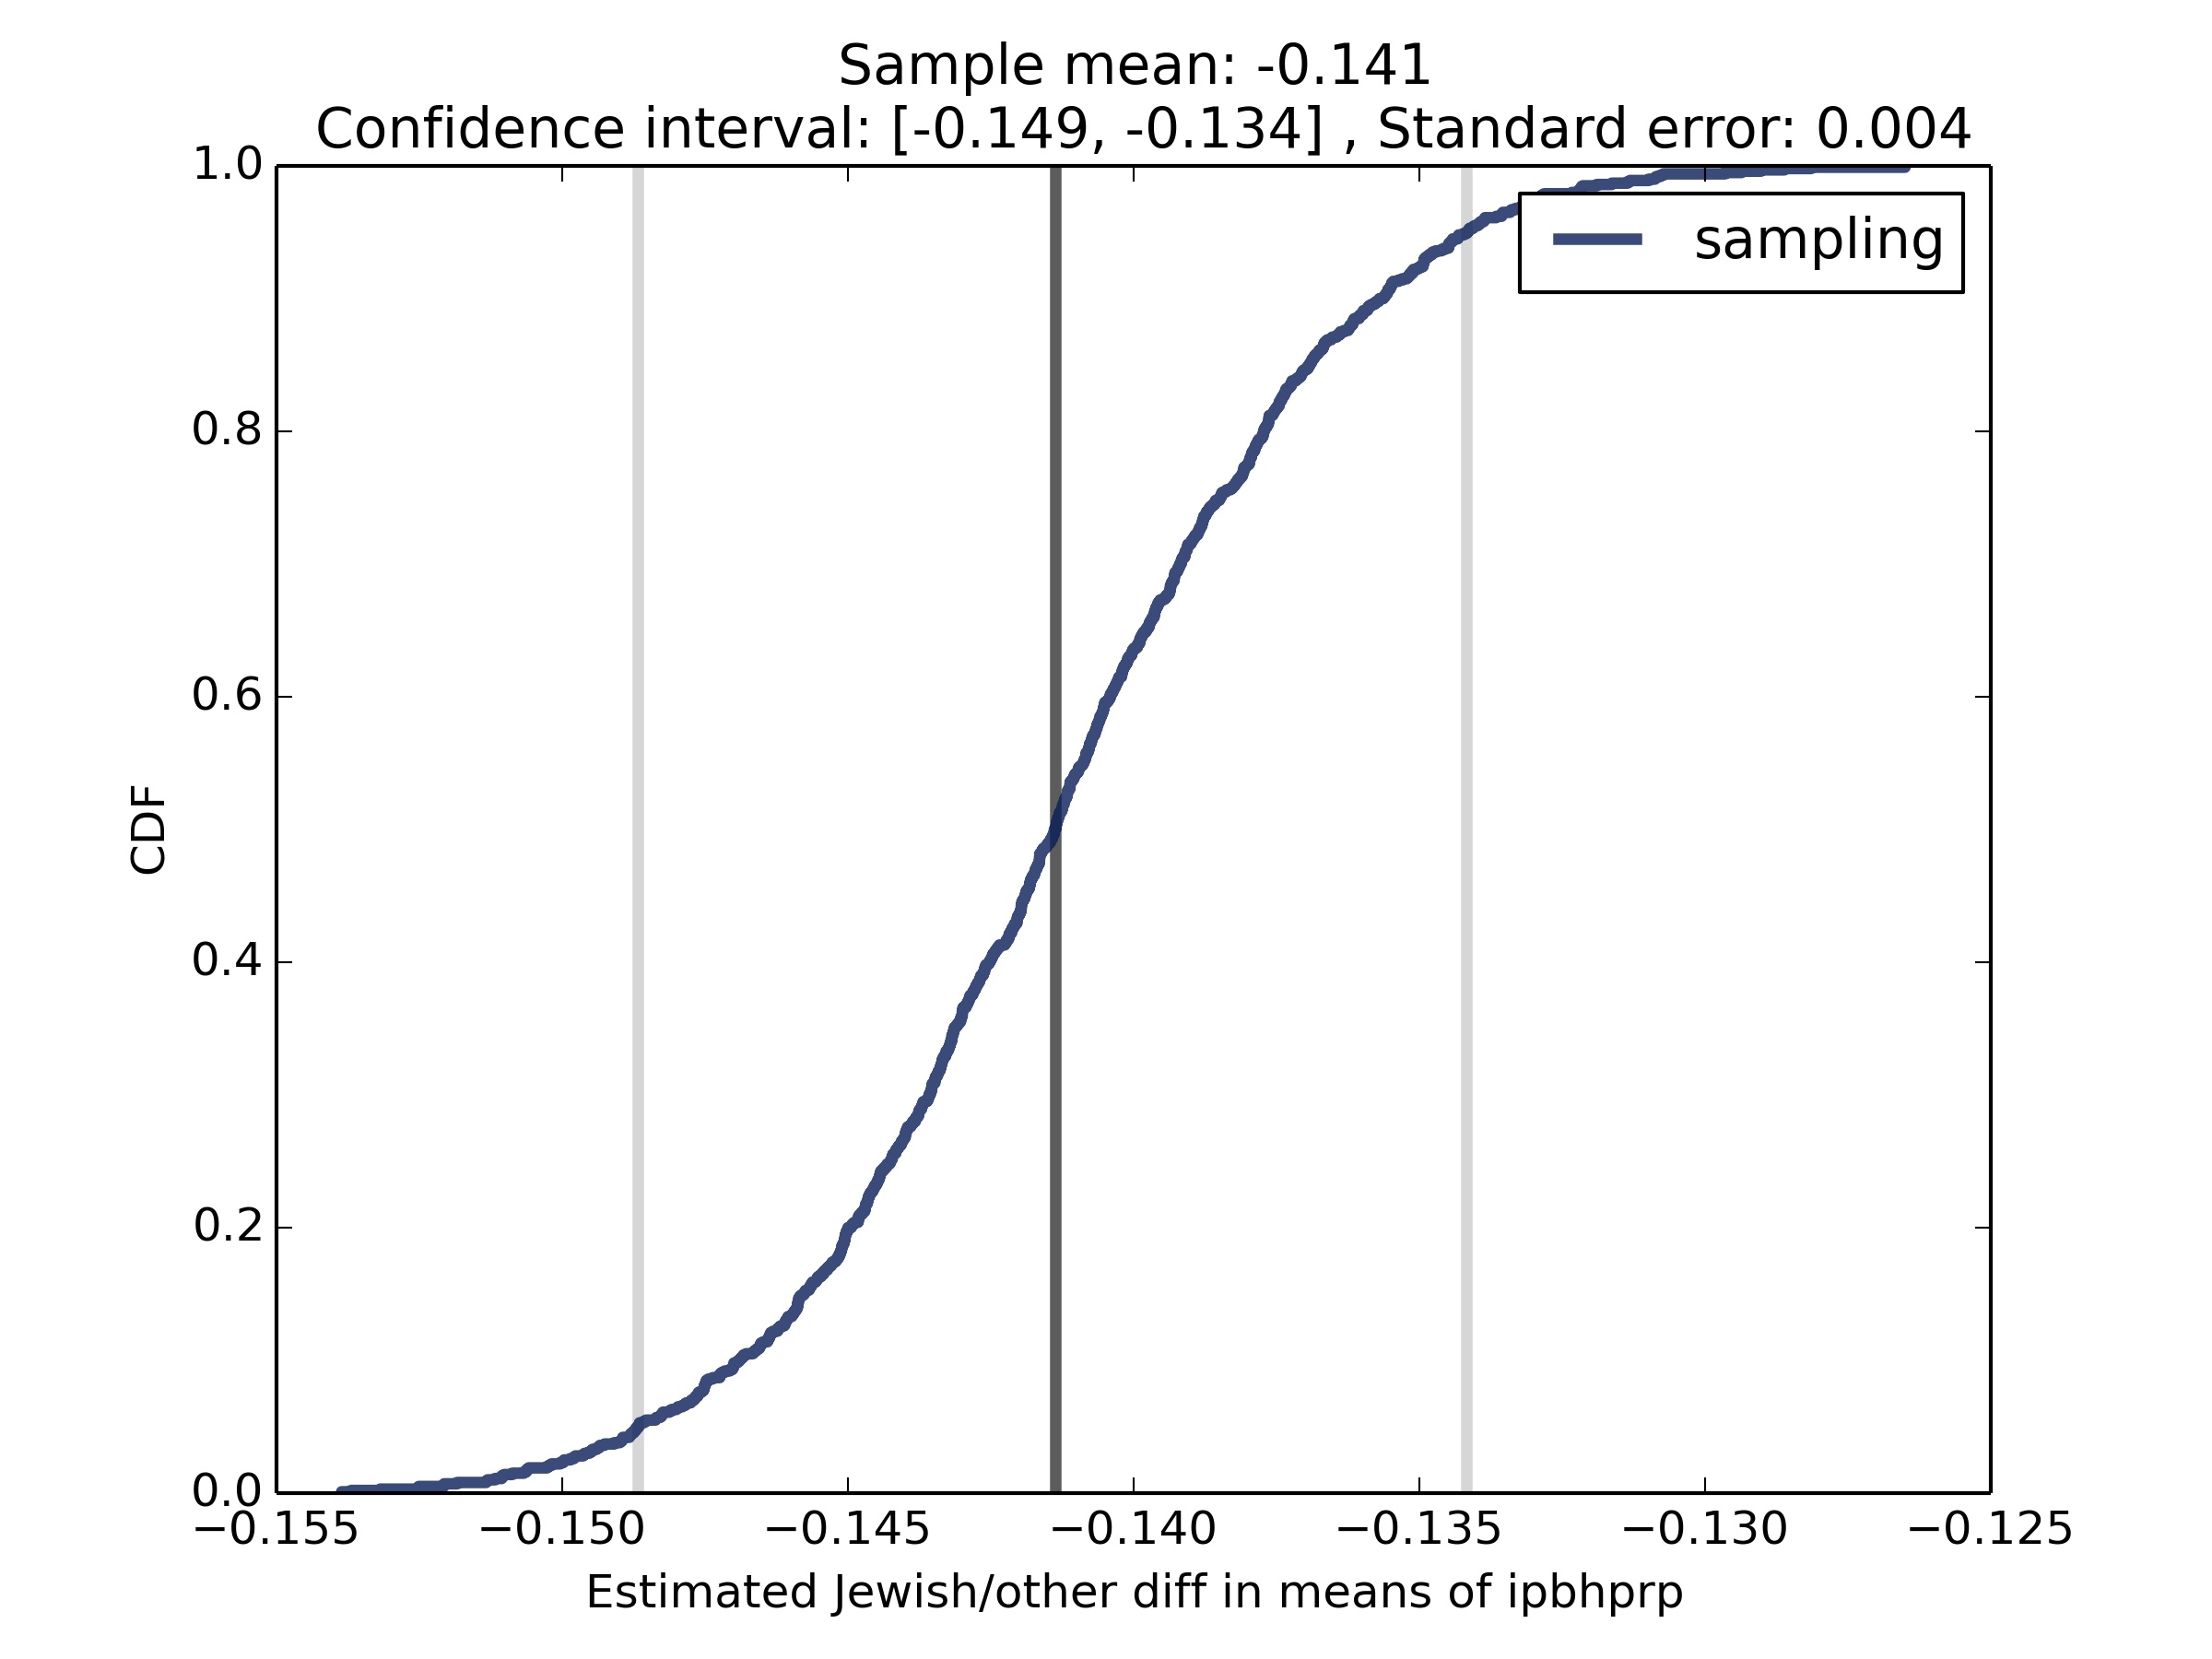 Sample mean: -0.141
Confidence interval: [-0.149, -0.134] , Standard error: 0.004
1.0
sampling
0.8
0.6
CDF
0.4
0.2
0.0
−0.155 −0.150 −0.145 −0.140 −0.135 −0.130 −0.125
Estimated Jewish/other diff in means of ipbhprp